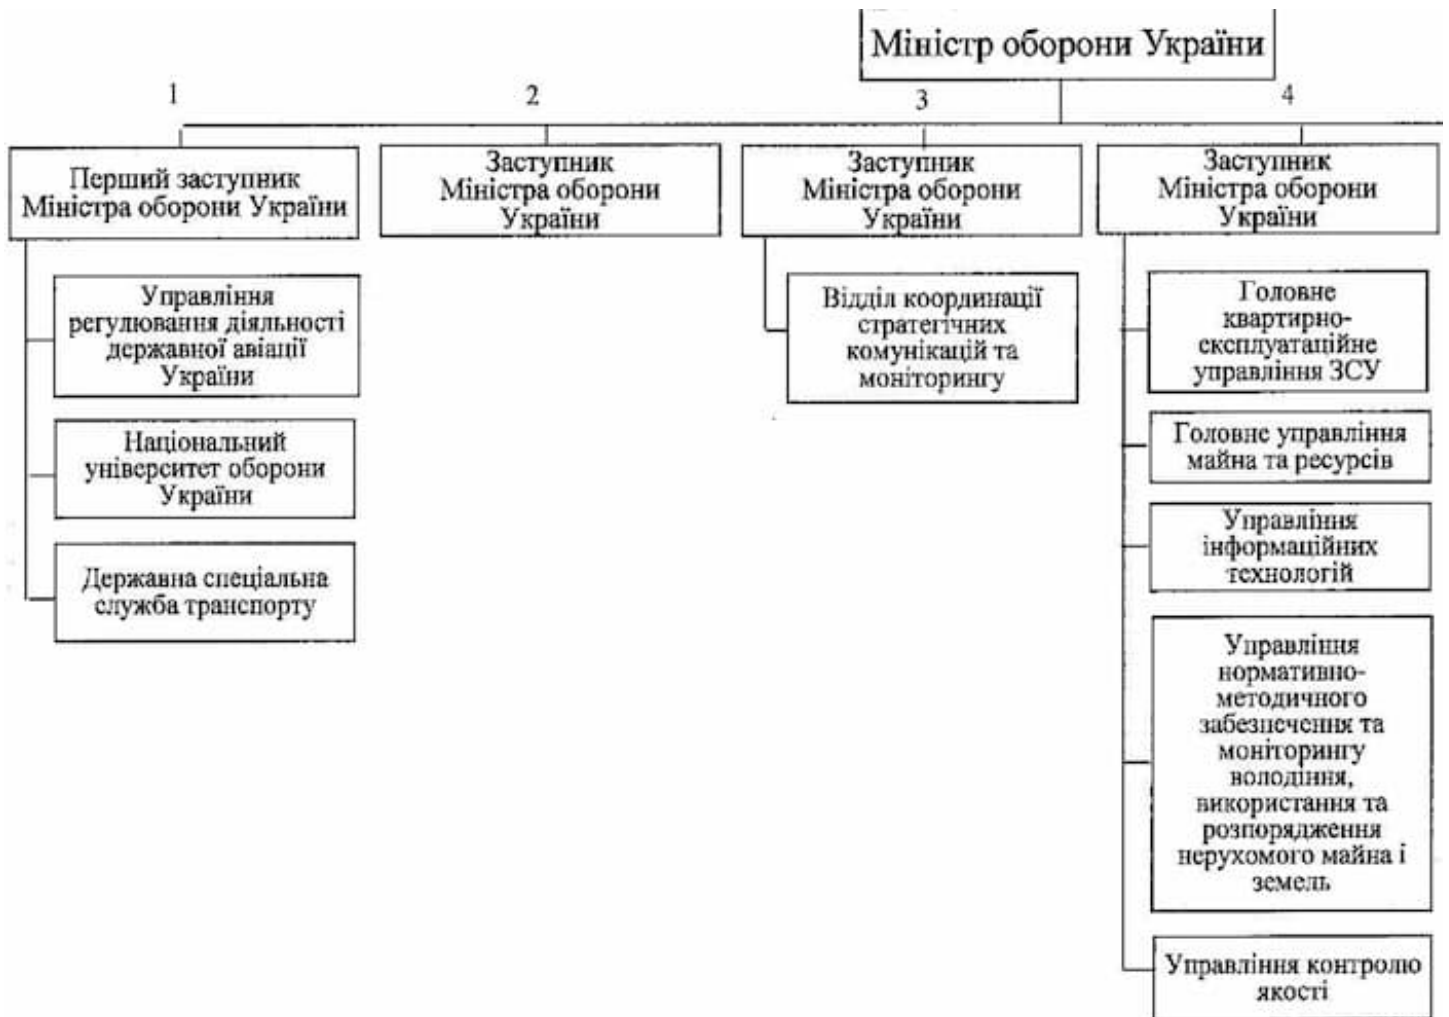 Міністр оборони України
1
2
3
4
Перший заступник
Міністра оборони України
Заступник
Міністра оборони
України
Заступник
Міністра оборони
України
Заступник
Міністра оборони
України
Управління
регулювання діяльності
державної авіації
України
Національний
університет оборони
України
Державна спеціальна
служба транспорту
Відділ координації
стратегічних
комунікацій та
моніторингу
Головне
квартирно-
експлуатаційне
управління ЗСУ
Головне управління
майна та ресурсів
Управління
інформаційних
технологій
Управління
нормативно-
методичного
забезпечення та
моніторингу
володіння,
використання та
розпорядження
нерухомого майна і
земель
Управління контролю
якості